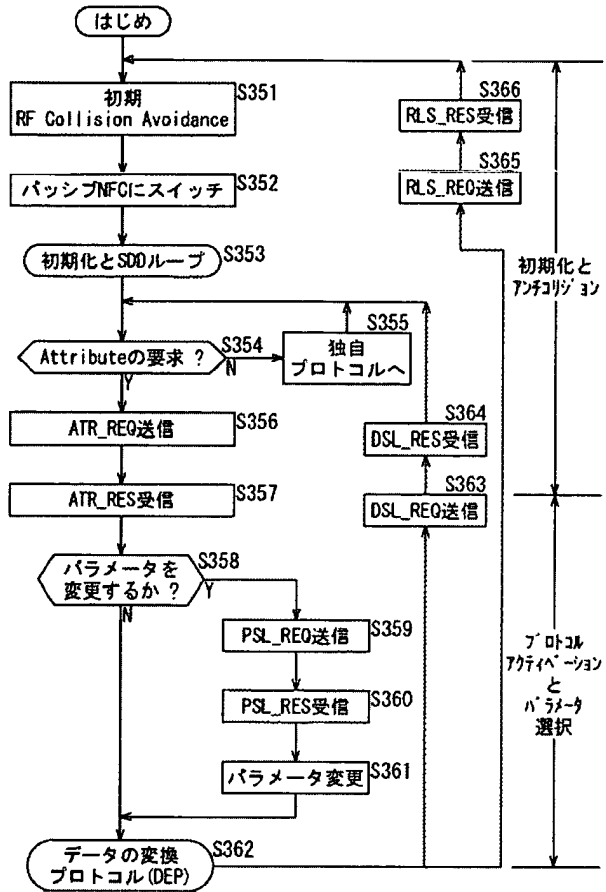 はじめ
初期
RF Collision Avoidance
S351
パッシブNFCにスイッチ
S352
初期化とSDDループ
S353
Attributeの要求 ?
S354
N
Y
独自
プロトコルへ
S355
ATR_REQ送信
S356
ATR_RES受信
S357
パラメータを
変更するか ?
S358
Y
N
PSL_REQ送信
S359
PSL_RES受信
S360
パラメータ変更
S361
データの変換
プロトコル(DEP)
S362
DSL_REQ送信
S363
DSL_RES受信
S364
RLS_REQ送信
S365
RLS_RES受信
S366
初期化と
アンチコリジョン
プロトコル
アクティベーション
と
パラメータ
選択